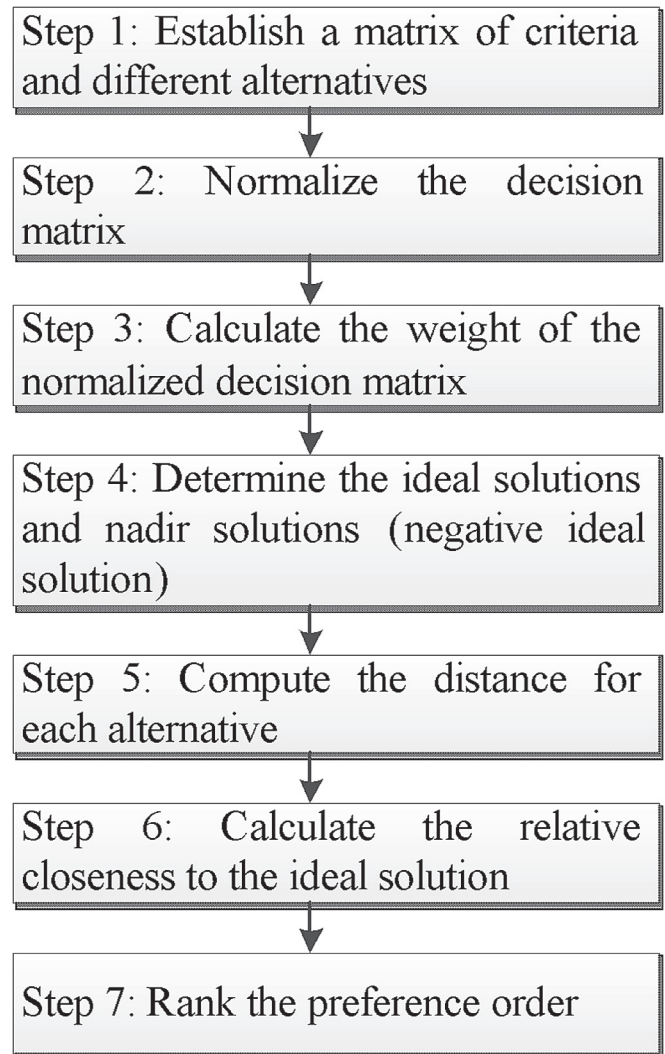 Step 1: Establish a matrix of criteria
and different alternatives
Step 2: Normalize the decision
matrix
Step 3: Calculate the weight of the
normalized decision matrix
Step 4: Determine the ideal solutions
and nadir solutions (negative ideal
solution)
Step 5: Compute the distance for
each alternative
Step 6: Calculate the relative
closeness to the ideal solution
Step 7: Rank the preference order